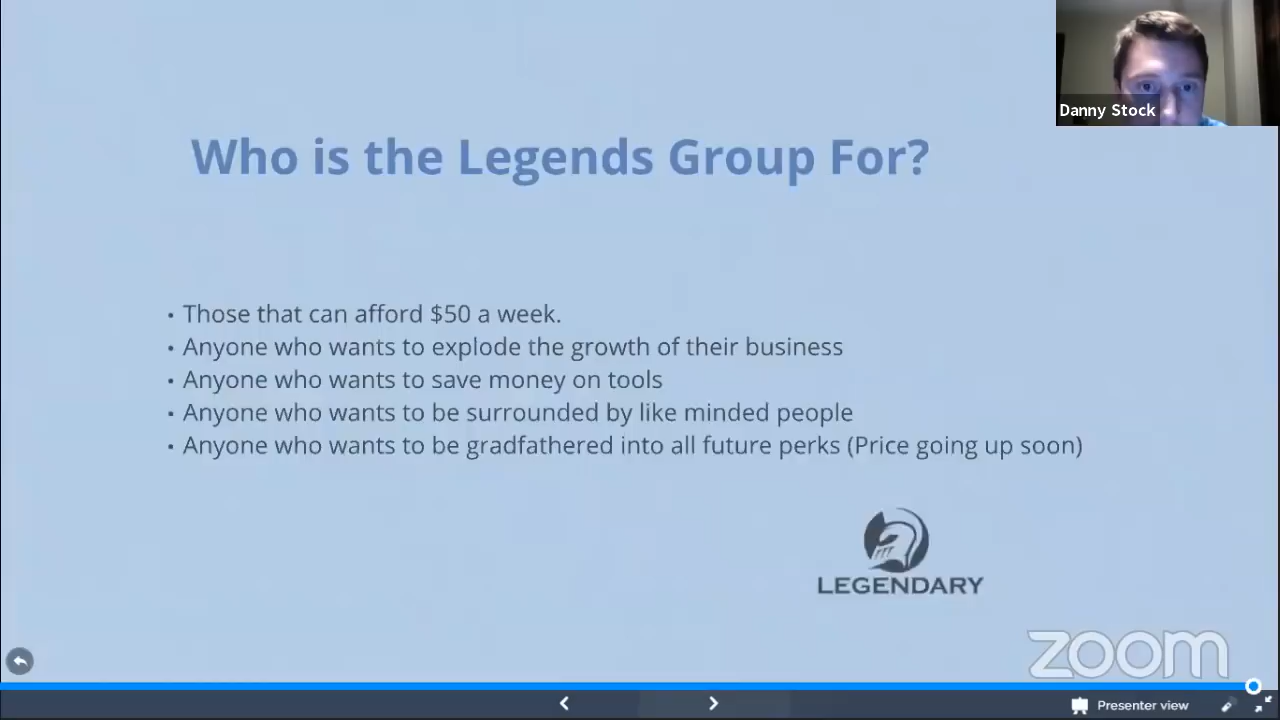 Danny Stock
Who is the Legends Group For?
• Those that can afford $50 a week.
• Anyone who wants to explode the growth of their business
• Anyone who wants to save money on tools
• Anyone who wants to be surrounded by like minded people
• Anyone who wants to be gradfathered into all future perks (Price going up soon)
LEGENDARY
zoom
Presenter view